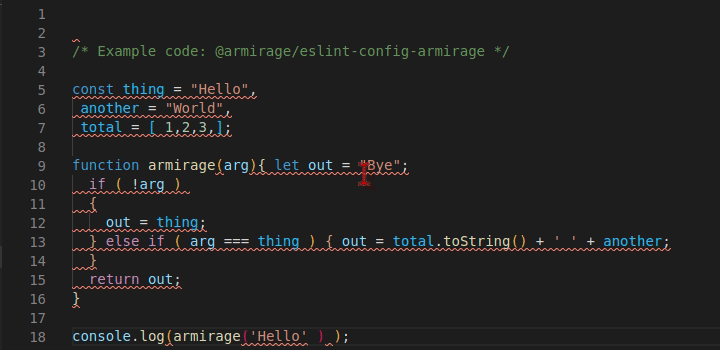 1
2
3 /* Example code: @armirage/eslint-config-armirage */
4
5 const thing = "Hello",
6  another = "World",
7  total = [ 1,2,3,];
8
9 function armirage(arg){ let out = "Bye";
10   if ( !arg )
11   {
12     out = thing;
13   } else if ( arg === thing ) { out = total.toString() + ' ' + another;
14   }
15   return out;
16 }
17
18 console.log(armirage('Hello' ) );